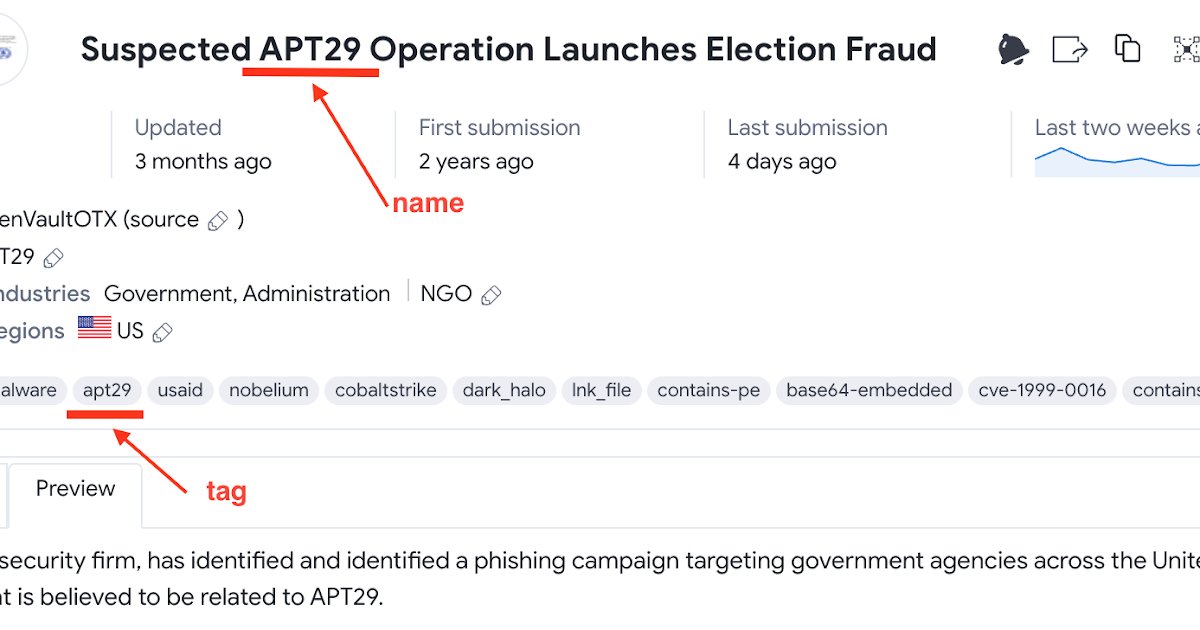 Suspected APT29 Operation Launches Election Fraud
Updated
3 months ago
First submission
2 years ago
Last submission
4 days ago
Last two weeks a
name
enVaultOTX (source )
T29
ndustries Government, Administration | NGO
egions US
alware apt29 usaid nobelium cobaltstrike dark_halo lnk_file contains-pe base64-embedded cve-1999-0016 contains
tag
Preview
security firm, has identified and identified a phishing campaign targeting government agencies across the Unite
t is believed to be related to APT29.